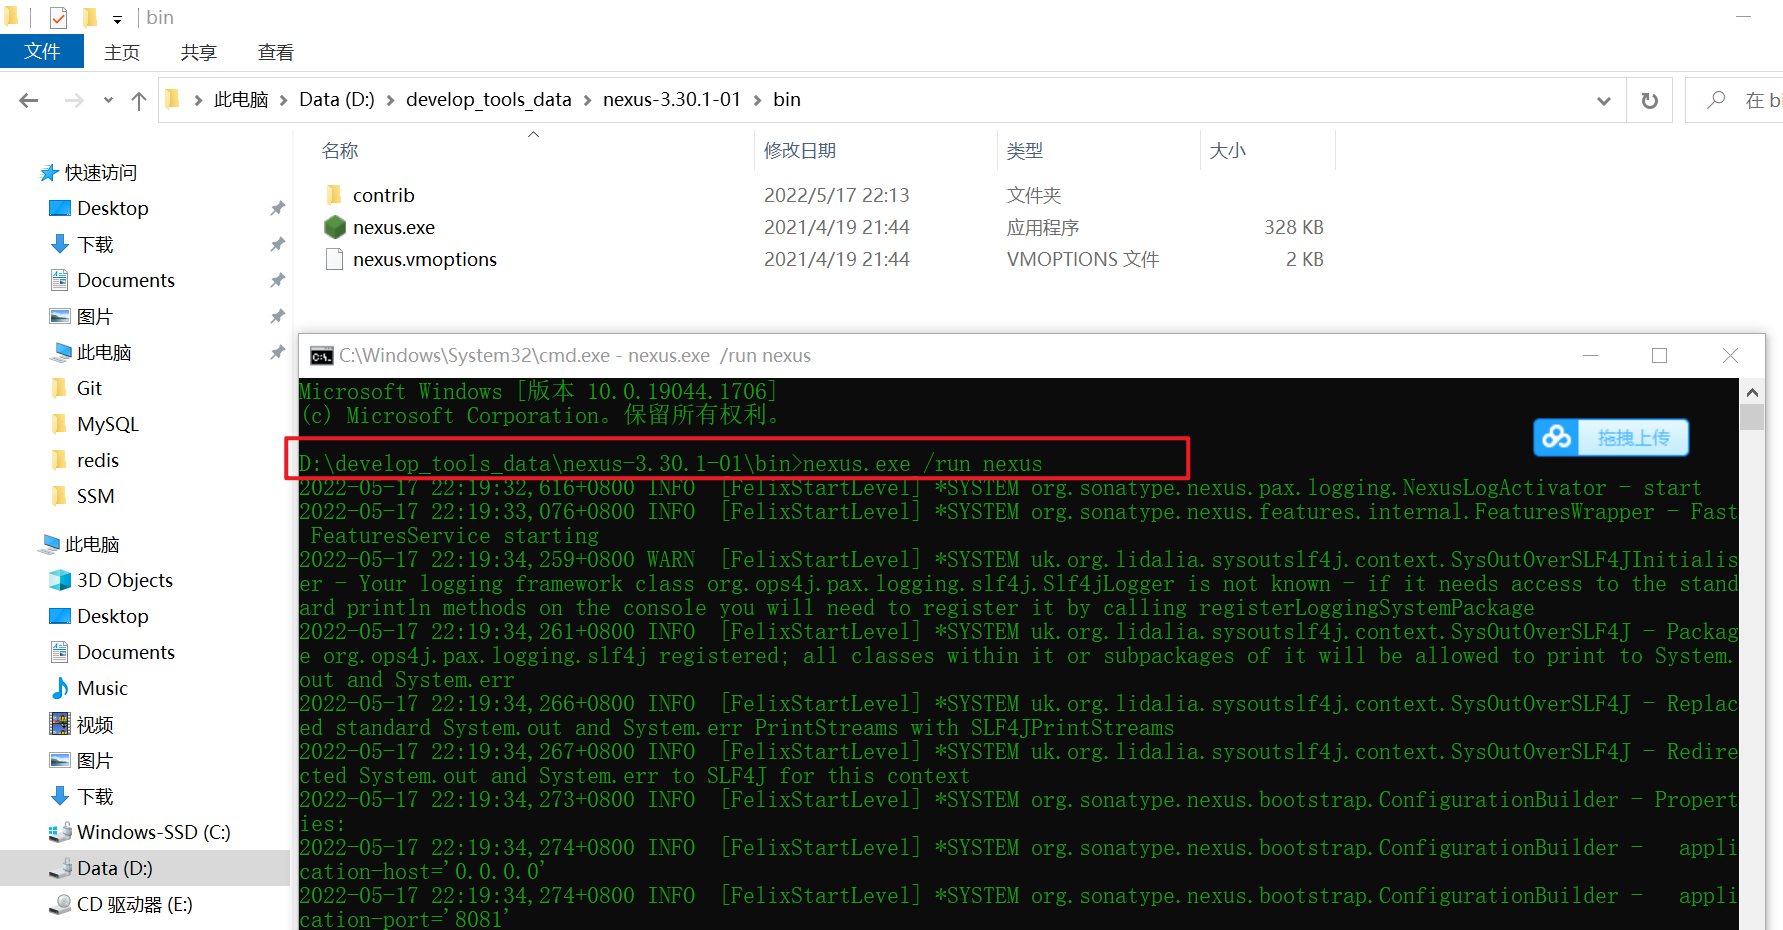 bin
文件 主页 共享 查看
此电脑 Data (D:) develop_tools_data nexus-3.30.1-01 bin
在 bi
名称 修改日期 类型 大小
contrib 2022/5/17 22:13 文件夹
nexus.exe 2021/4/19 21:44 应用程序 328 KB
nexus.vmoptions 2021/4/19 21:44 VMOPTIONS 文件 2 KB
快速访问
Desktop
下载
Documents
图片
此电脑
Git
MySQL
redis
SSM
此电脑
3D Objects
Desktop
Documents
Music
视频
图片
下载
Windows-SSD (C:)
Data (D:)
CD 驱动器 (E:)
C:\Windows\System32\cmd.exe - nexus.exe  /run nexus
Microsoft Windows [版本 10.0.19044.1706]
(c) Microsoft Corporation。保留所有权利。
拖拽上传
D:\develop_tools_data\nexus-3.30.1-01\bin>nexus.exe /run nexus
2022-05-17 22:19:32,616+0800 INFO  [FelixStartLevel] *SYSTEM org.sonatype.nexus.pax.logging.NexusLogActivator - start
2022-05-17 22:19:33,076+0800 INFO  [FelixStartLevel] *SYSTEM org.sonatype.nexus.features.internal.FeaturesWrapper - Fast
FeaturesService starting
2022-05-17 22:19:34,259+0800 WARN  [FelixStartLevel] *SYSTEM uk.org.lidalia.sysoutslf4j.context.SysOutOverSLF4JInitialis
er - Your logging framework class org.ops4j.pax.logging.slf4j.Slf4jLogger is not known - if it needs access to the stand
ard println methods on the console you will need to register it by calling registerLoggingSystemPackage
2022-05-17 22:19:34,261+0800 INFO  [FelixStartLevel] *SYSTEM uk.org.lidalia.sysoutslf4j.context.SysOutOverSLF4J - Packag
e org.ops4j.pax.logging.slf4j registered; all classes within it or subpackages of it will be allowed to print to System.
out and System.err
2022-05-17 22:19:34,266+0800 INFO  [FelixStartLevel] *SYSTEM uk.org.lidalia.sysoutslf4j.context.SysOutOverSLF4J - Replac
ed standard System.out and System.err PrintStreams with SLF4JPrintStreams
2022-05-17 22:19:34,267+0800 INFO  [FelixStartLevel] *SYSTEM uk.org.lidalia.sysoutslf4j.context.SysOutOverSLF4J - Redire
cted System.out and System.err to SLF4J for this context
2022-05-17 22:19:34,273+0800 INFO  [FelixStartLevel] *SYSTEM org.sonatype.nexus.bootstrap.ConfigurationBuilder - Propert
ies:
2022-05-17 22:19:34,274+0800 INFO  [FelixStartLevel] *SYSTEM org.sonatype.nexus.bootstrap.ConfigurationBuilder -   appli
cation-host='0.0.0.0'
2022-05-17 22:19:34,274+0800 INFO  [FelixStartLevel] *SYSTEM org.sonatype.nexus.bootstrap.ConfigurationBuilder -   appli
cation-port='8081'